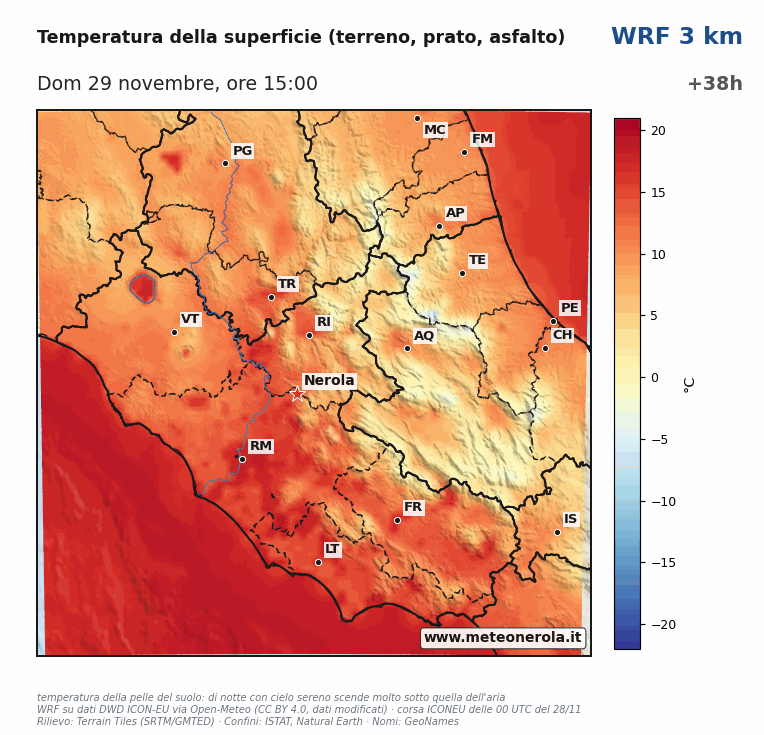 Temperatura della superficie (terreno, prato, asfalto)
WRF 3 km
Dom 29 novembre, ore 15:00
+38h
MC
FM
PG
AP
TE
TR
PE
VT
RI
AQ
CH
Nerola
RM
FR
IS
LT
www.meteonerola.it
20
15
10
5
0
−5
−10
−15
−20
°C
temperatura della pelle del suolo: di notte con cielo sereno scende molto sotto quella dell'aria
WRF su dati DWD ICON-EU via Open-Meteo (CC BY 4.0, dati modificati) · corsa ICONEU delle 00 UTC del 28/11
Rilievo: Terrain Tiles (SRTM/GMTED) · Confini: ISTAT, Natural Earth · Nomi: GeoNames